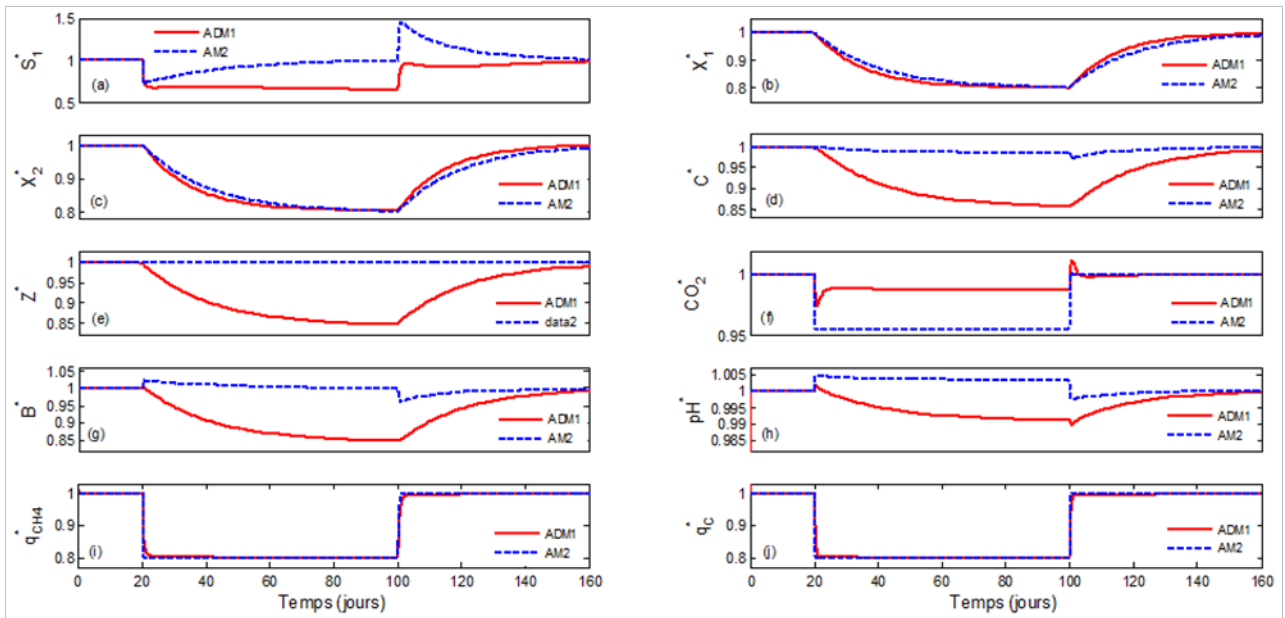 1.5
1
0.5
S1*
ADM1
AM2
(a)
1
0.9
0.8
X1*
ADM1
AM2
(b)
1
0.9
0.8
X2*
ADM1
AM2
(c)
1
0.95
0.9
0.85
C*
ADM1
AM2
(d)
1
0.95
0.9
0.85
Z*
ADM1
data2
(e)
1
0.95
CO2*
ADM1
AM2
(f)
1.05
1
0.95
0.9
0.85
B*
ADM1
AM2
(g)
1.005
1
0.995
0.99
0.985
pH*
ADM1
AM2
(h)
1
0.9
0.8
q*CH4
ADM1
AM2
(i)
0 20 40 60 80 100 120 140 160
Temps (jours)
1
0.9
0.8
q*c
ADM1
AM2
(j)
0 20 40 60 80 100 120 140 160
Temps (jours)